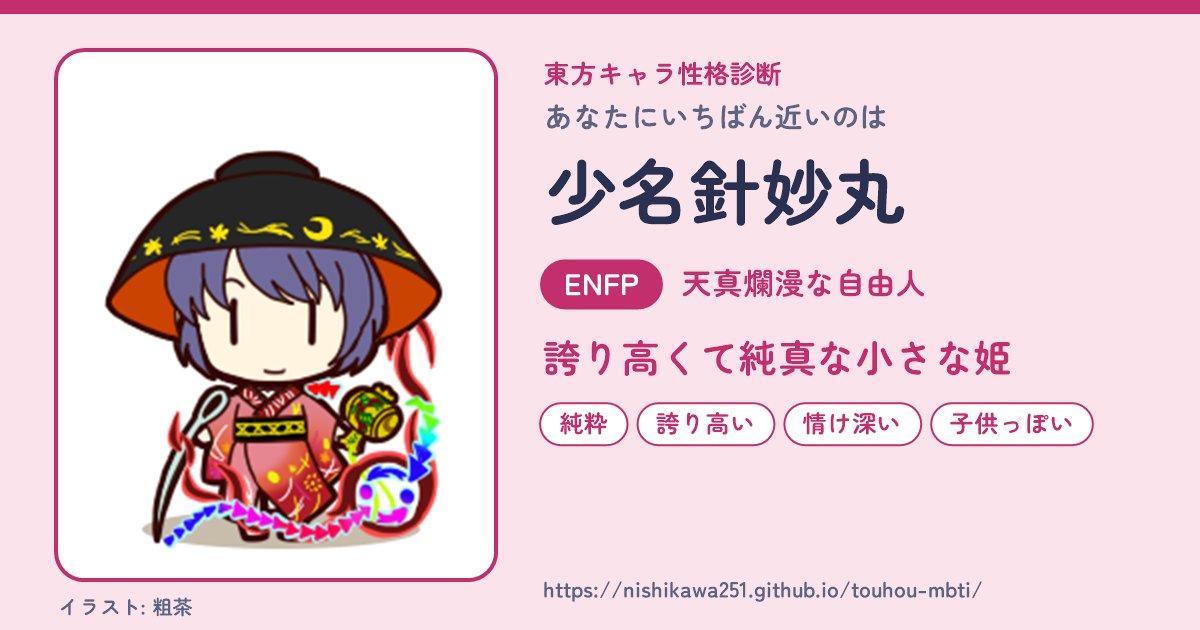 東方キャラ性格診断
あなたにいちばん近いのは
少名針妙丸
ENFP 天真爛漫な自由人
誇り高くて純真な小さな姫
純粋 誇り高い 情け深い 子供っぽい
https://nishikawa251.github.io/touhou-mbti/
イラスト: 粗茶